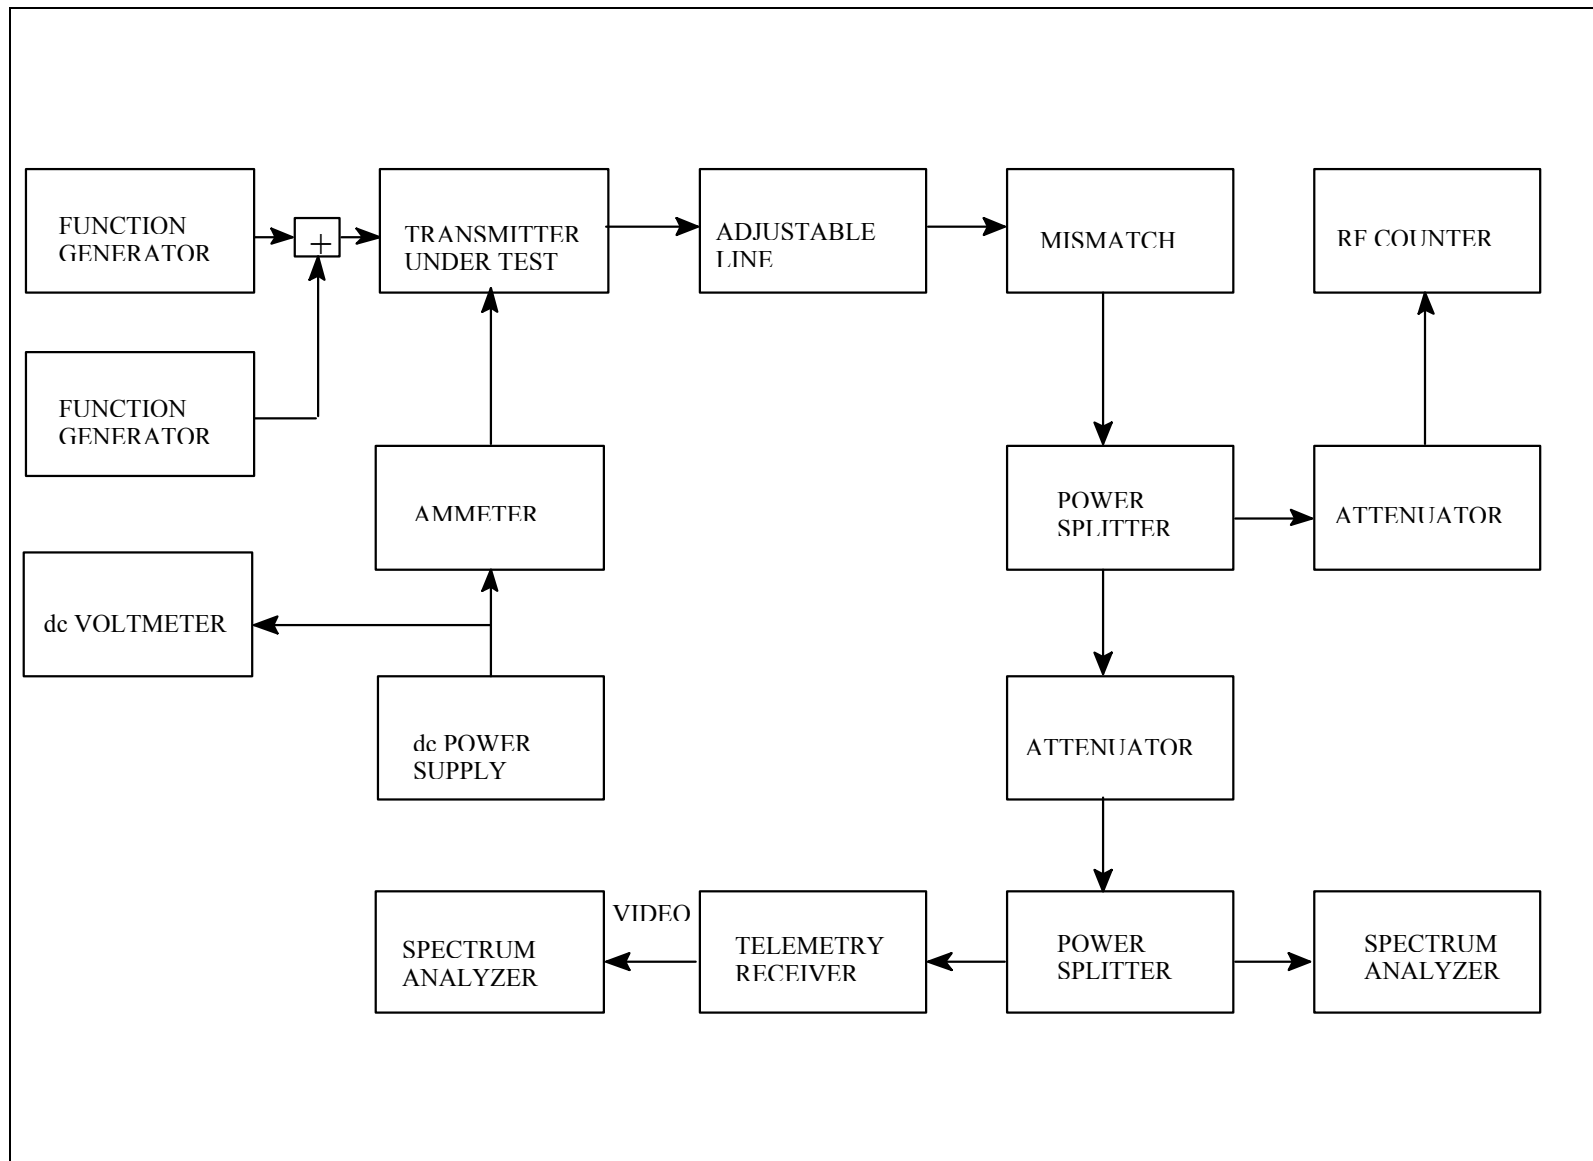 FUNCTION
GENERATOR
+
TRANSMITTER
UNDER TEST
ADJUSTABLE
LINE
MISMATCH
RF COUNTER
FUNCTION
GENERATOR
AMMETER
POWER
SPLITTER
ATTENUATOR
dc VOLTMETER
dc POWER
SUPPLY
ATTENUATOR
SPECTRUM
ANALYZER
VIDEO
TELEMETRY
RECEIVER
POWER
SPLITTER
SPECTRUM
ANALYZER